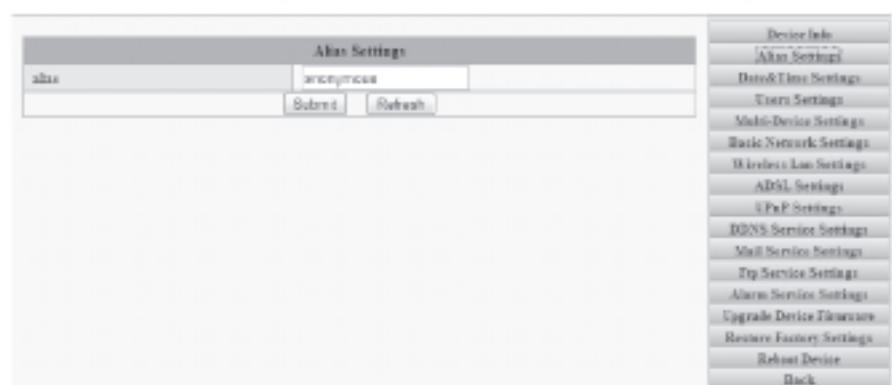 Alias Settings
alias
anonymous
Submit
Refresh
Device Info
Alias Settings
Date&Time Settings
Users Settings
Multi-Device Settings
Basic Network Settings
Wireless Lan Settings
ADSL Settings
UPnP Settings
DDNS Service Settings
Mail Service Settings
Ftp Service Settings
Alarm Service Settings
Upgrade Device Firmware
Restore Factory Settings
Reboot Device
Back